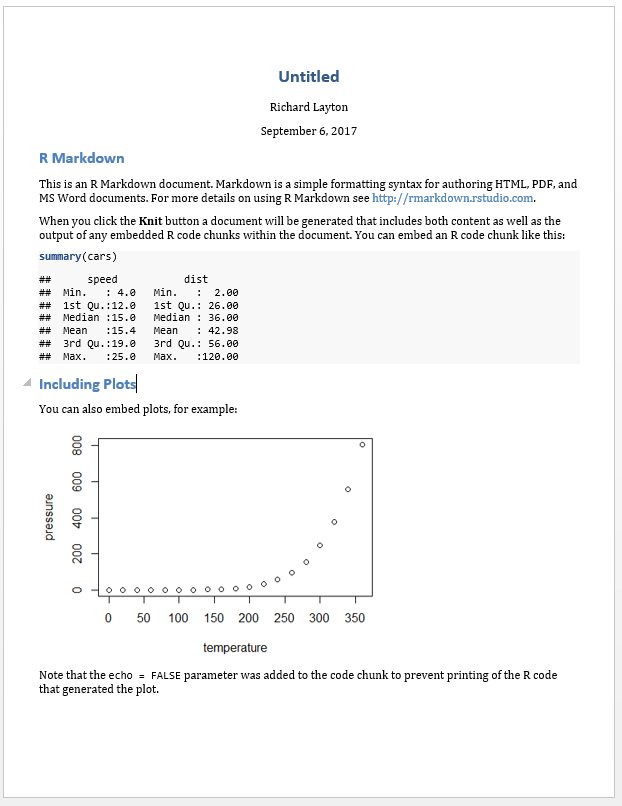 Untitled
Richard Layton
September 6, 2017
R Markdown
This is an R Markdown document. Markdown is a simple formatting syntax for authoring HTML, PDF, and
MS Word documents. For more details on using R Markdown see http://rmarkdown.rstudio.com.
When you click the Knit button a document will be generated that includes both content as well as the
output of any embedded R code chunks within the document. You can embed an R code chunk like this:
summary(cars)
##      speed           dist
##  Min.   : 4.0   Min.   :  2.00
##  1st Qu.:12.0   1st Qu.: 26.00
##  Median :15.0   Median : 36.00
##  Mean   :15.4   Mean   : 42.98
##  3rd Qu.:19.0   3rd Qu.: 56.00
##  Max.   :25.0   Max.   :120.00
Including Plots
You can also embed plots, for example:
800
600
400
200
0
pressure
0 50 100 150 200 250 300 350
temperature
Note that the echo = FALSE parameter was added to the code chunk to prevent printing of the R code
that generated the plot.